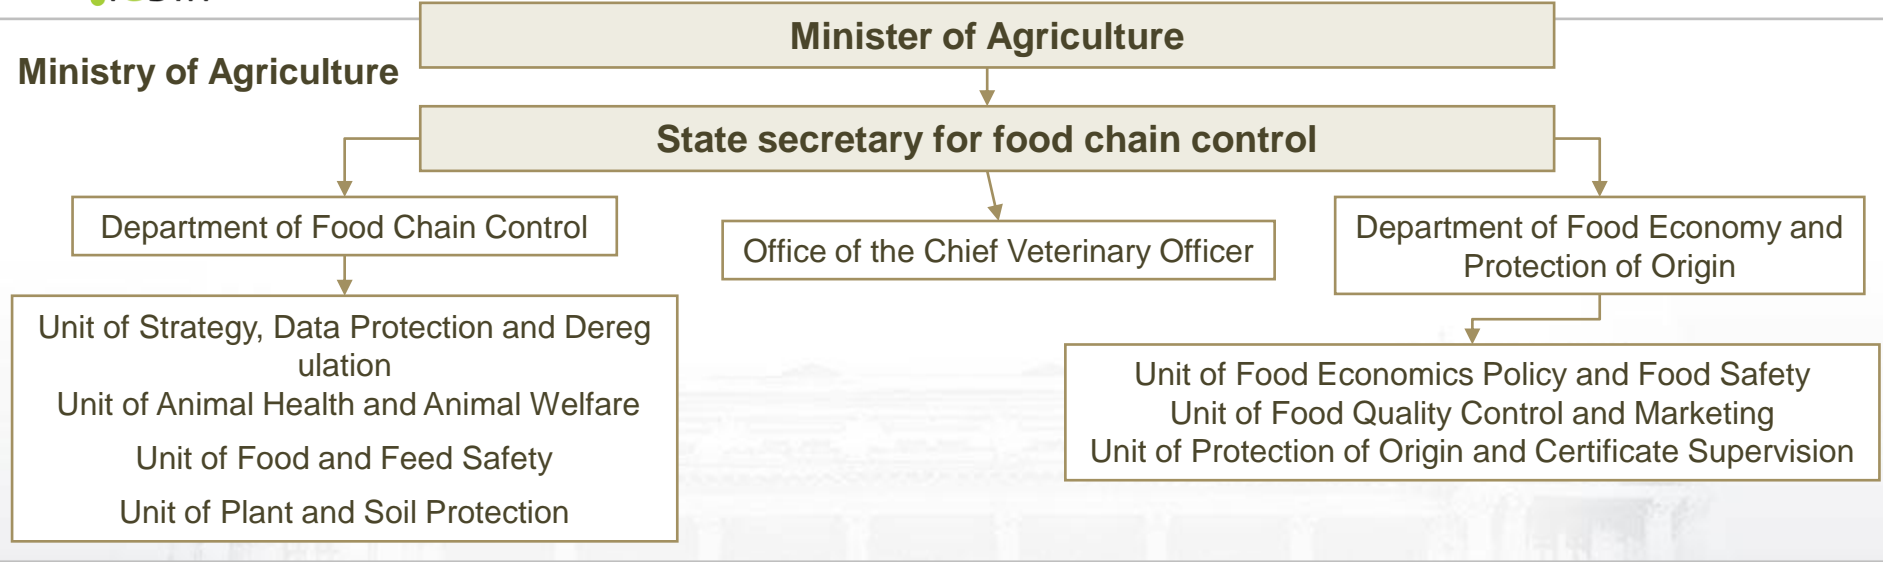 Minister of Agriculture
Ministry of Agriculture
State secretary for food chain control
Department of Food Chain Control
Office of the Chief Veterinary Officer
Department of Food Economy and
Protection of Origin
Unit of Strategy, Data Protection and Dereg
ulation
Unit of Animal Health and Animal Welfare
Unit of Food and Feed Safety
Unit of Plant and Soil Protection
Unit of Food Economics Policy and Food Safety
Unit of Food Quality Control and Marketing
Unit of Protection of Origin and Certificate Supervision